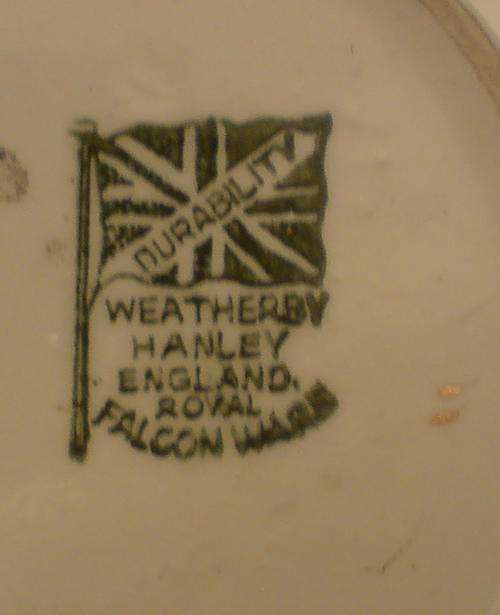 DURABILITY
WEATHERBY
HANLEY
ENGLAND.
ROYAL
FALCON WARE